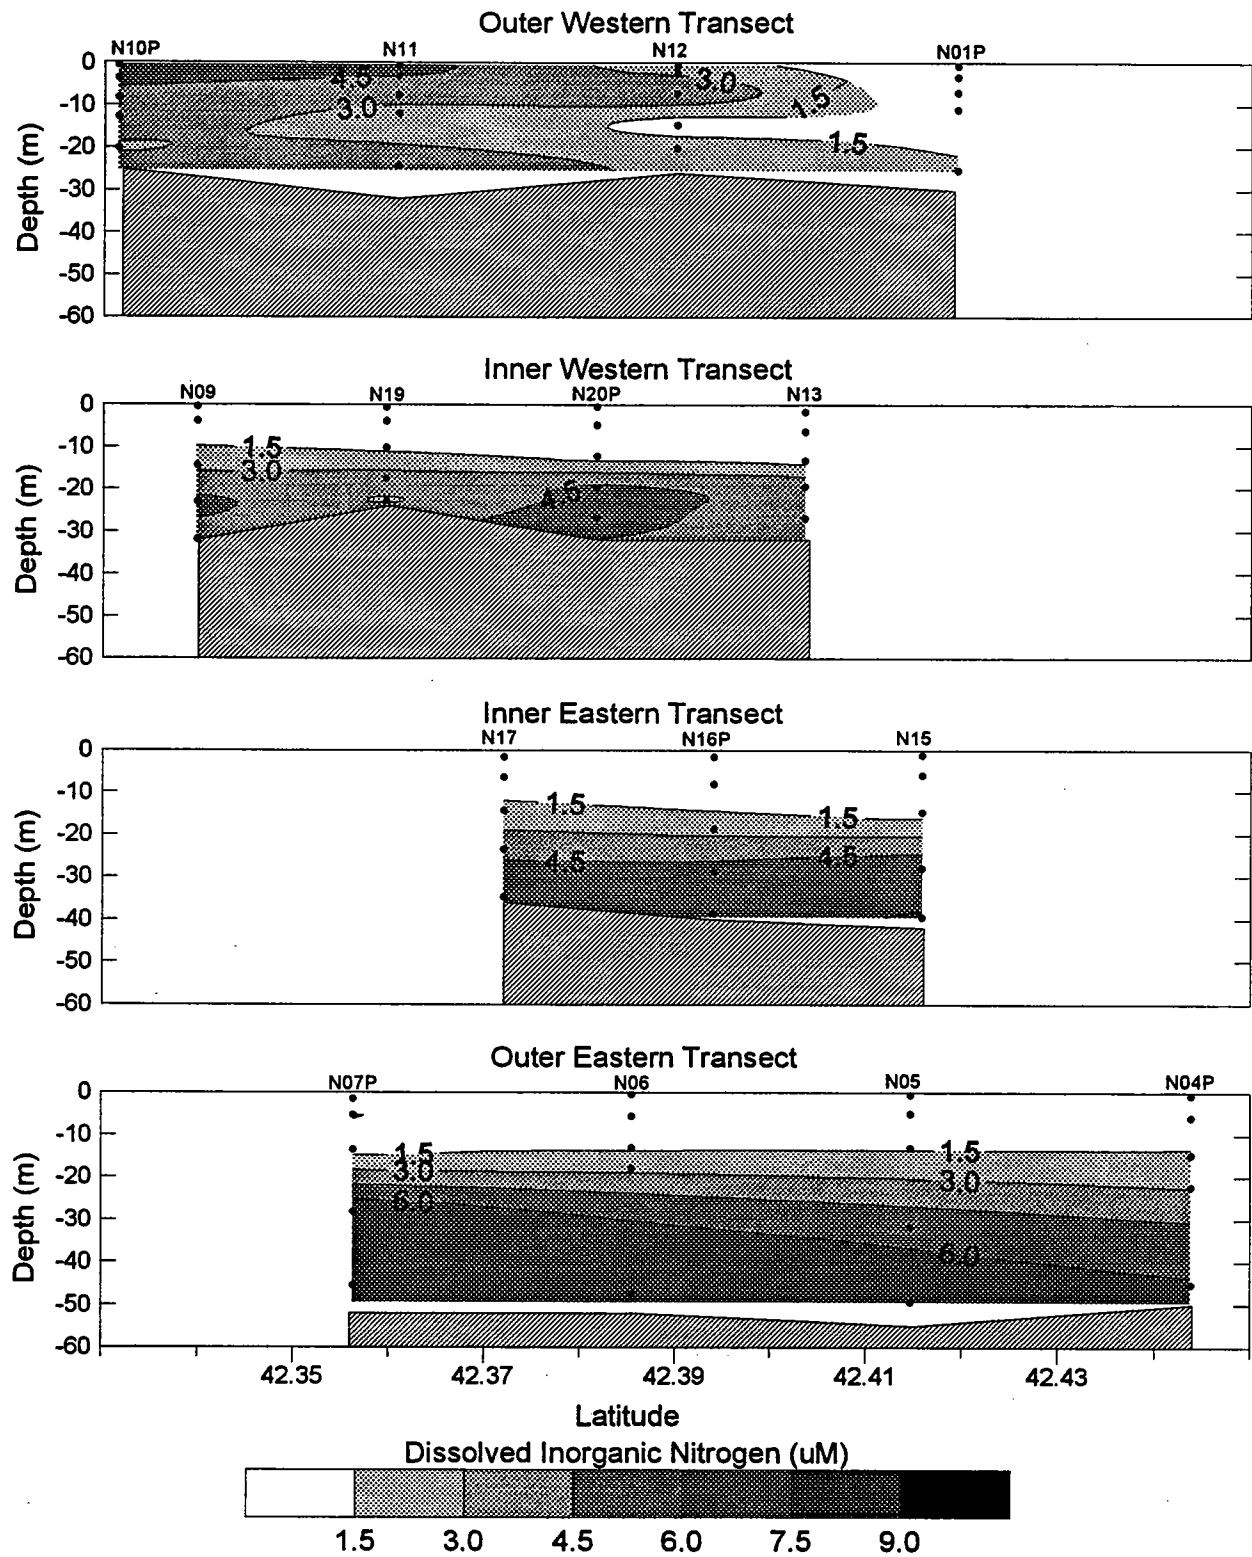 Outer Western Transect
N10P N11 N12 N01P
0
-10
-20
-30
-40
-50
-60
Depth (m)
4.5 3.0 1.5
3.0
1.5
Inner Western Transect
N09 N19 N20P N13
0
-10
-20
-30
-40
-50
-60
Depth (m)
1.5
3.0
4.5
Inner Eastern Transect
N17 N16P N15
0
-10
-20
-30
-40
-50
-60
Depth (m)
1.5 1.5
4.5 4.5
Outer Eastern Transect
N07P N06 N05 N04P
0
-10
-20
-30
-40
-50
-60
Depth (m)
1.5 1.5
3.0 3.0
6.0
6.0
42.35 42.37 42.39 42.41 42.43
Latitude
Dissolved Inorganic Nitrogen (uM)
1.5 3.0 4.5 6.0 7.5 9.0